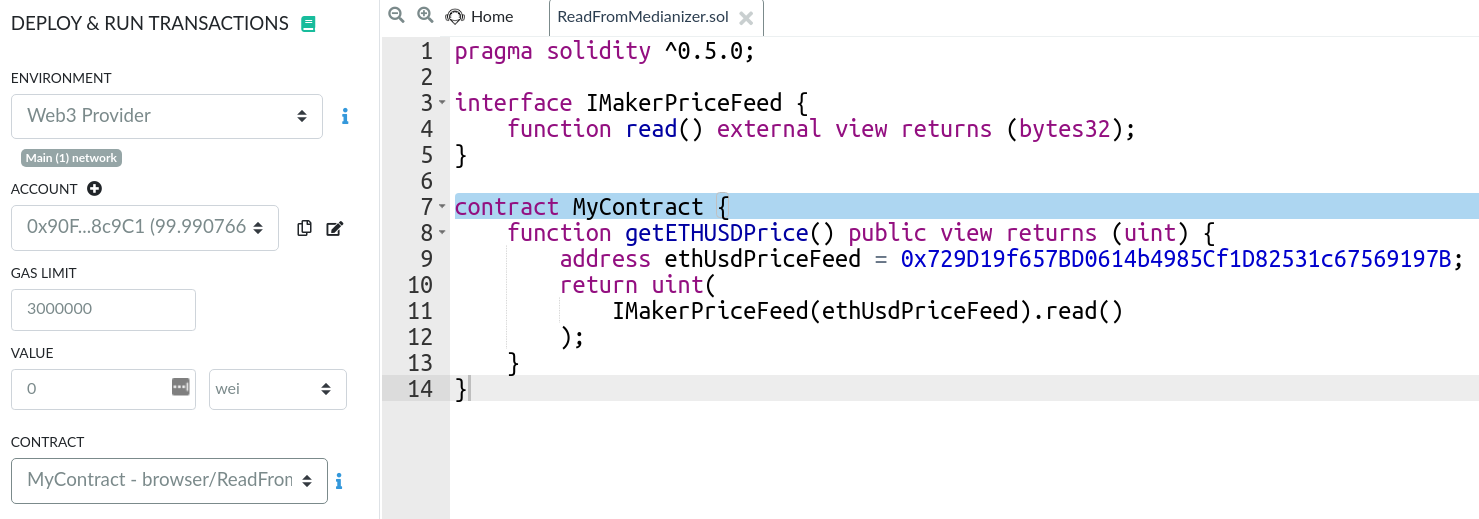 DEPLOY & RUN TRANSACTIONS
ENVIRONMENT
Web3 Provider
i
Main (1) network
ACCOUNT
0x90F...8c9C1 (99.990766
GAS LIMIT
3000000
VALUE
0
wei
CONTRACT
MyContract - browser/ReadFron
i
Home
ReadFromMedianizer.sol
1 pragma solidity ^0.5.0;
2
3 interface IMakerPriceFeed {
4     function read() external view returns (bytes32);
5 }
6
7 contract MyContract {
8     function getETHUSDPrice() public view returns (uint) {
9         address ethUsdPriceFeed = 0x729D19f657BD0614b4985Cf1D82531c67569197B;
10         return uint(
11             IMakerPriceFeed(ethUsdPriceFeed).read()
12         );
13     }
14 }